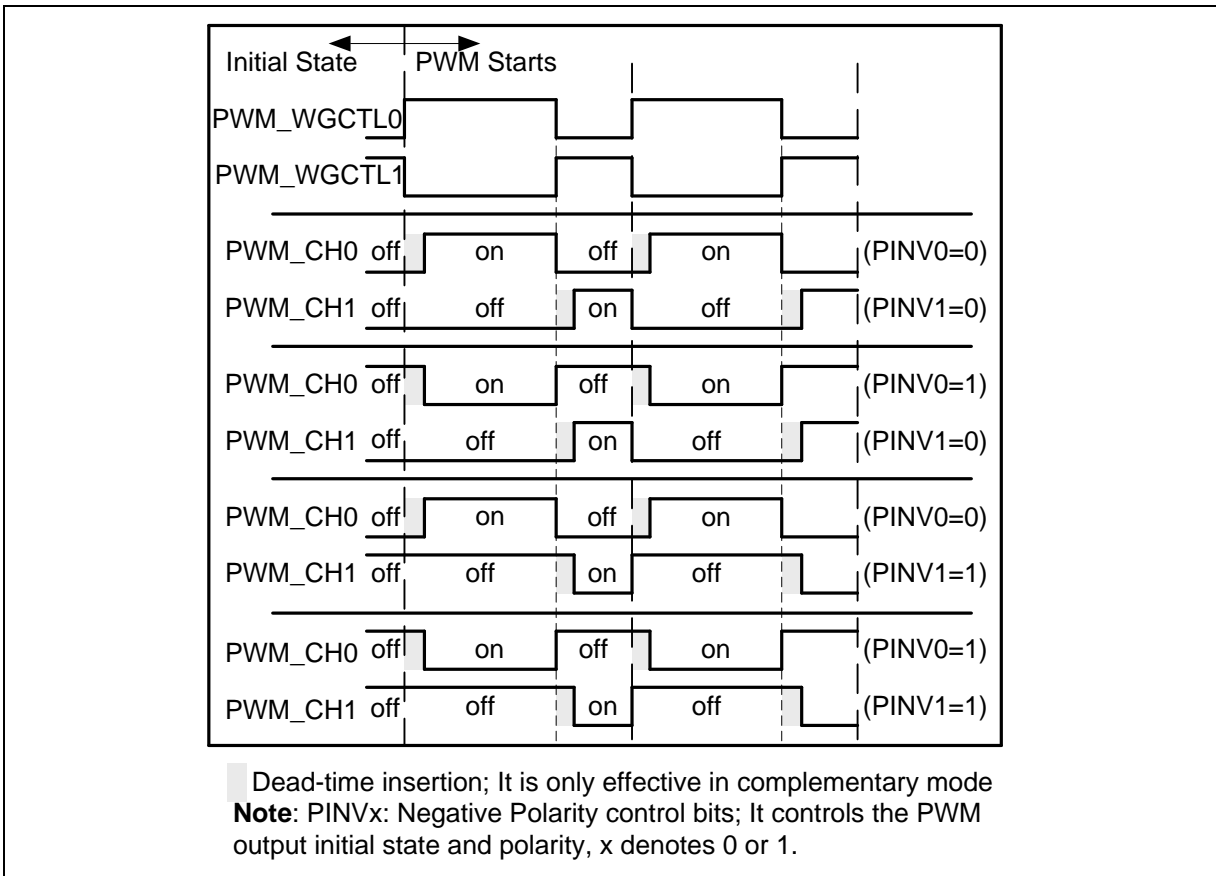 Initial State PWM Starts
PWM_WGCTL0
PWM_WGCTL1
PWM_CH0 off on off on (PINV0=0)
PWM_CH1 off off on off (PINV1=0)
PWM_CH0 off on off on (PINV0=1)
PWM_CH1 off off on off (PINV1=0)
PWM_CH0 off on off on (PINV0=0)
PWM_CH1 off off on off (PINV1=1)
PWM_CH0 off on off on (PINV0=1)
PWM_CH1 off off on off (PINV1=1)
Dead-time insertion; It is only effective in complementary mode
Note: PINVx: Negative Polarity control bits; It controls the PWM
output initial state and polarity, x denotes 0 or 1.